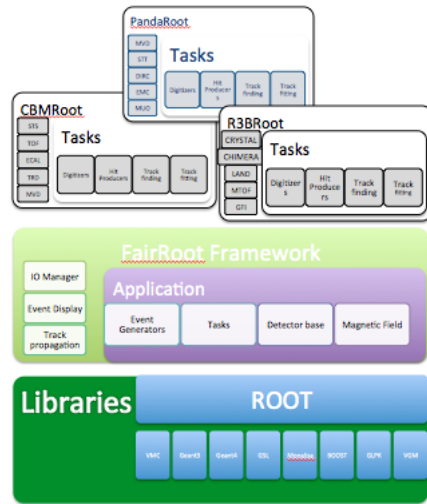 PandaRoot
MVD
STT
DIRC
EMC
MUO
Tasks
Digitizers
Hit
Producer
s
Track
finding
Track
fitting
CBMRoot
STS
TOF
ECAL
TRD
MVD
Tasks
Digitizers
Hit
Producers
Track
finding
Track
fitting
R3BRoot
CRYSTAL
CHIMERA
LAND
MTOF
GFI
Tasks
Digitizer
s
Hit
Produce
rs
Track
finding
Track
fitting
FairRoot Framework
IO Manager
Event Display
Track
propagation
Application
Event
Generators
Tasks
Detector base
Magnetic Field
Libraries
ROOT
VMC
Geant3
Geant4
GSL
BOOST
GLPK
VGM